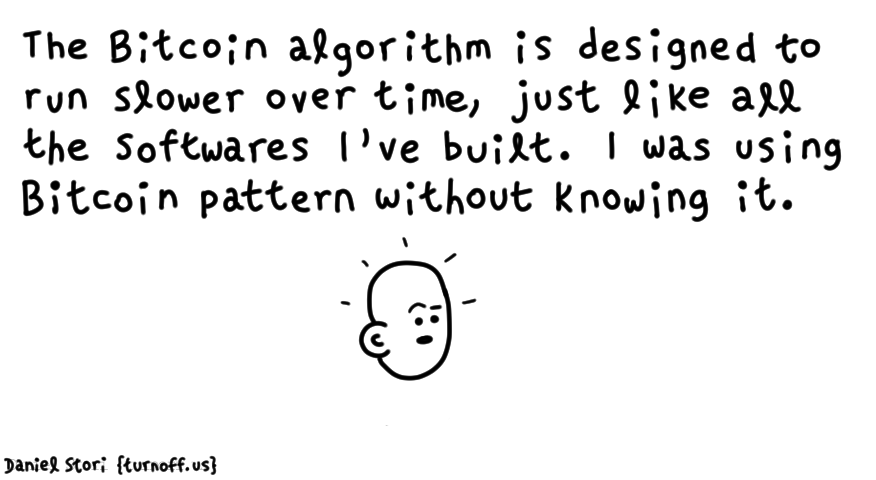 The Bitcoin algorithm is designed to
run slower over time, just like all
the softwares I've built. I was using
Bitcoin pattern without knowing it.
Daniel Stori {turnoff.us}